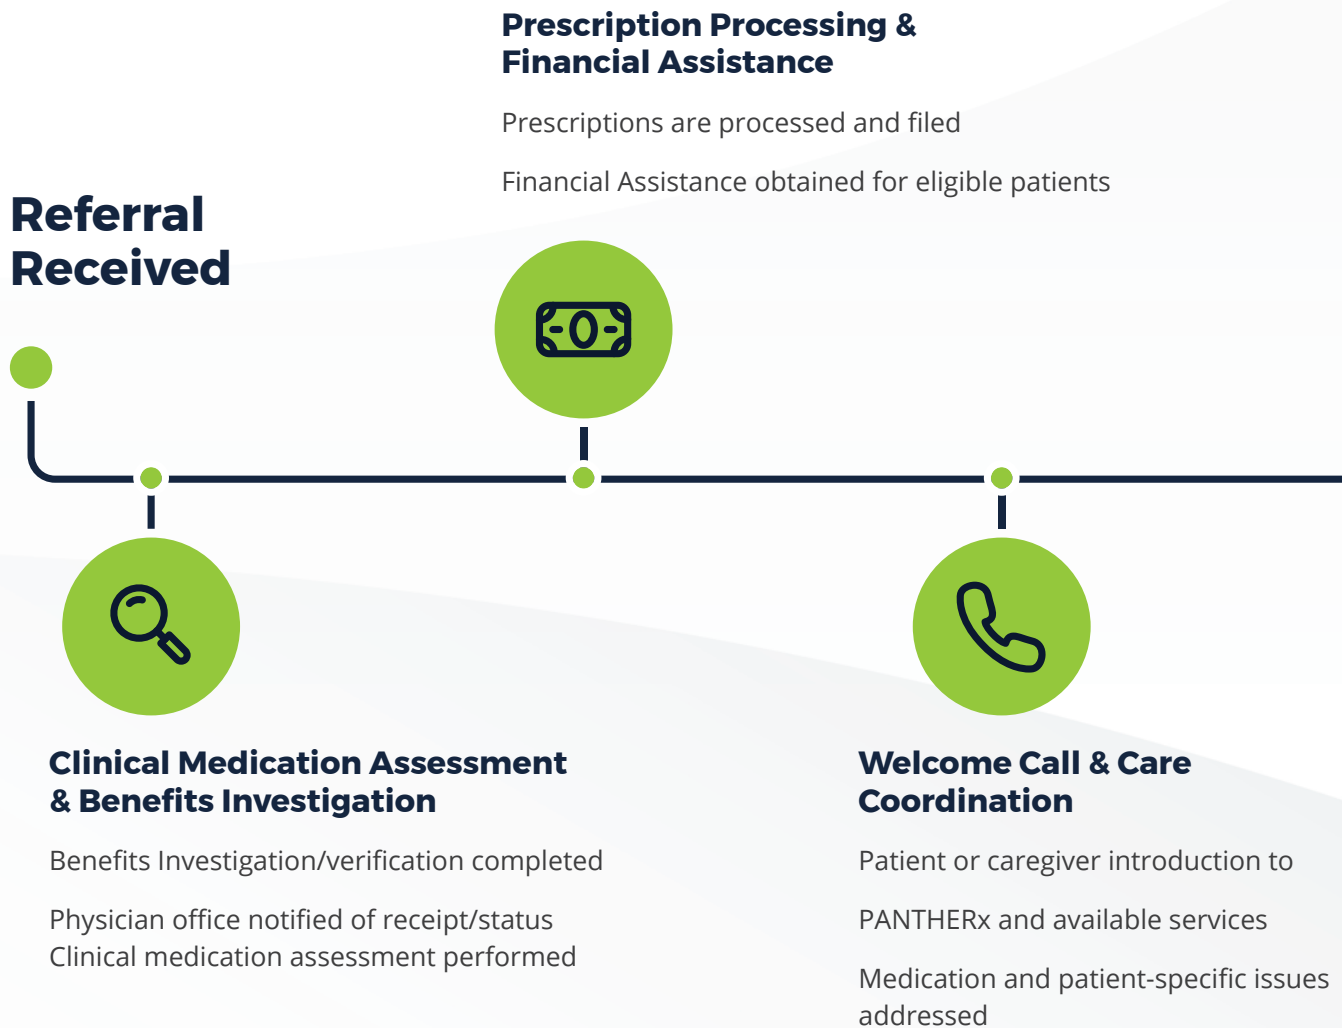 Prescription Processing &
Financial Assistance
Prescriptions are processed and filed
Financial Assistance obtained for eligible patients
Referral
Received
Clinical Medication Assessment
& Benefits Investigation
Benefits Investigation/verification completed
Physician office notified of receipt/status
Clinical medication assessment performed
Welcome Call & Care
Coordination
Patient or caregiver introduction to
PANTHERx and available services
Medication and patient-specific issues
addressed